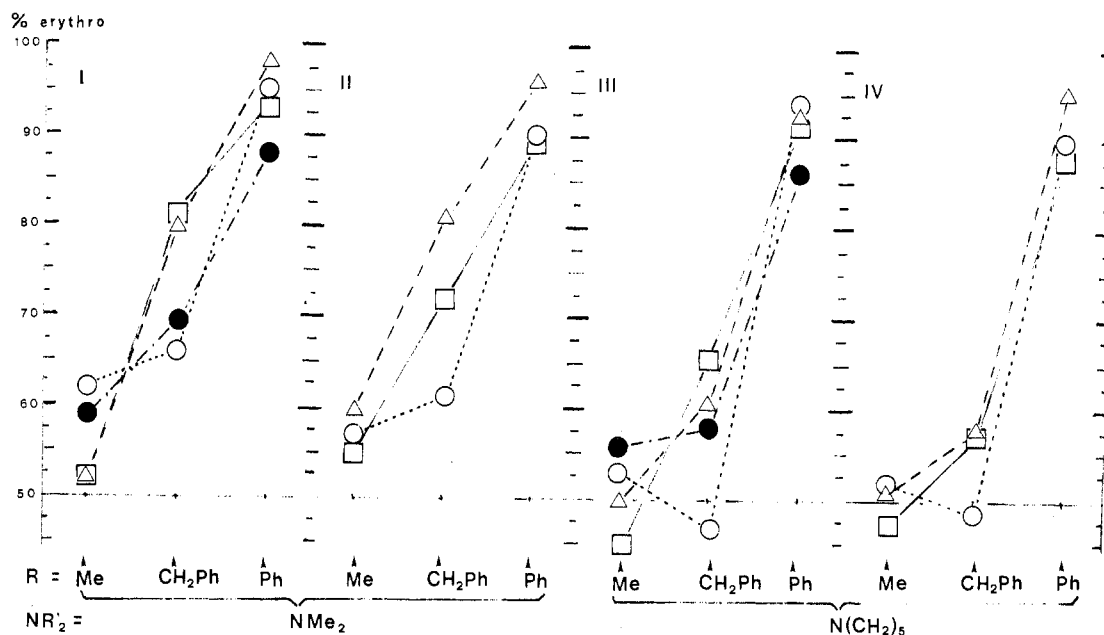 % erythro
100
90
80
70
60
50
I
II
III
IV
R = Me CH₂Ph Ph Me CH₂Ph Ph Me CH₂Ph Ph Me CH₂Ph Ph
NR'₂ = NMe₂ N(CH₂)₅